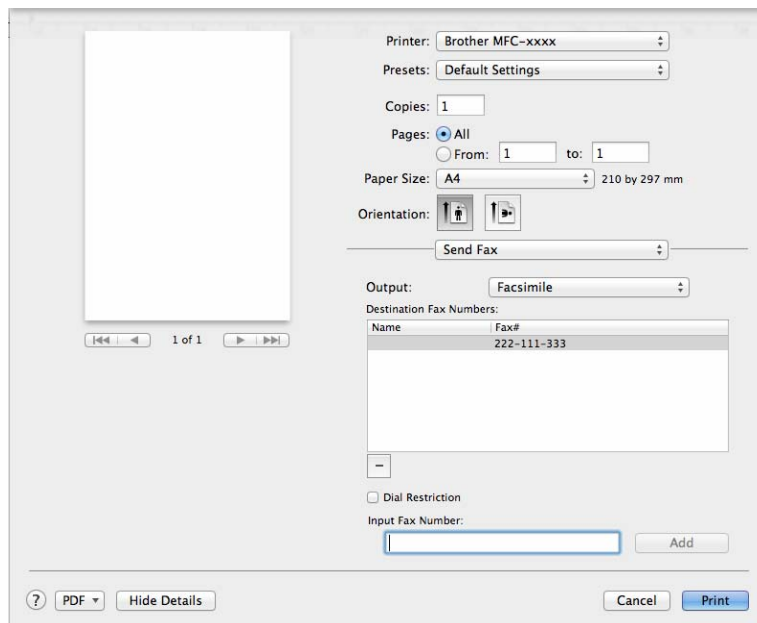 Printer: Brother MFC-xxxx
Presets: Default Settings
Copies: 1
Pages: All
From: 1 to: 1
Paper Size: A4 210 by 297 mm
Orientation:
Send Fax
Output: Facsimile
Destination Fax Numbers:
Name Fax#
222-111-333
1 of 1
Dial Restriction
Input Fax Number:
Add
? PDF Hide Details Cancel Print